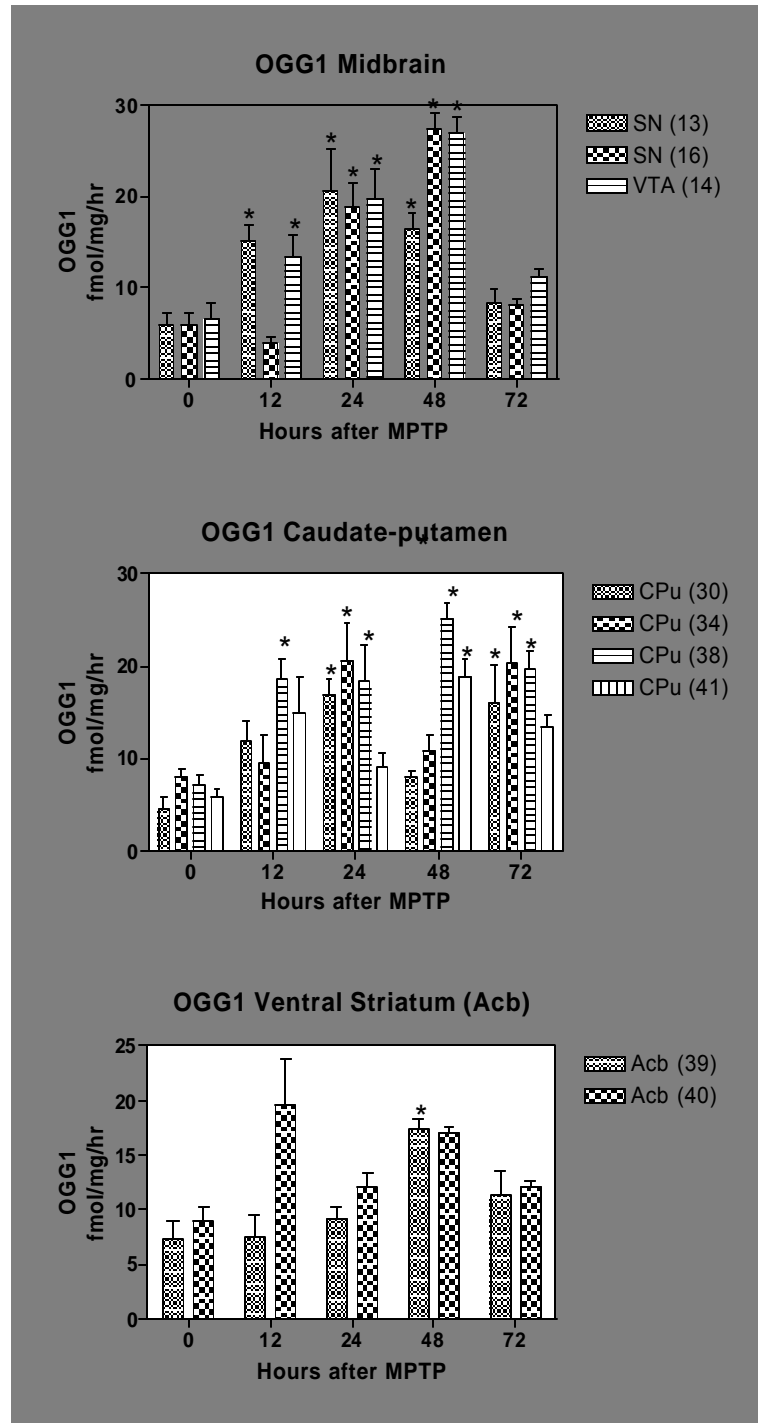 OGG1 Midbrain
OGG1
fmol/mg/hr
30
20
10
0
* * * * * * * *
0 12 24 48 72
Hours after MPTP
SN (13)
SN (16)
VTA (14)
OGG1 Caudate-putamen
*
OGG1
fmol/mg/hr
30
20
10
0
* * * * * * * * *
0 12 24 48 72
Hours after MPTP
CPu (30)
CPu (34)
CPu (38)
CPu (41)
OGG1 Ventral Striatum (Acb)
OGG1
fmol/mg/hr
25
20
15
10
5
0
*
0 12 24 48 72
Hours after MPTP
Acb (39)
Acb (40)